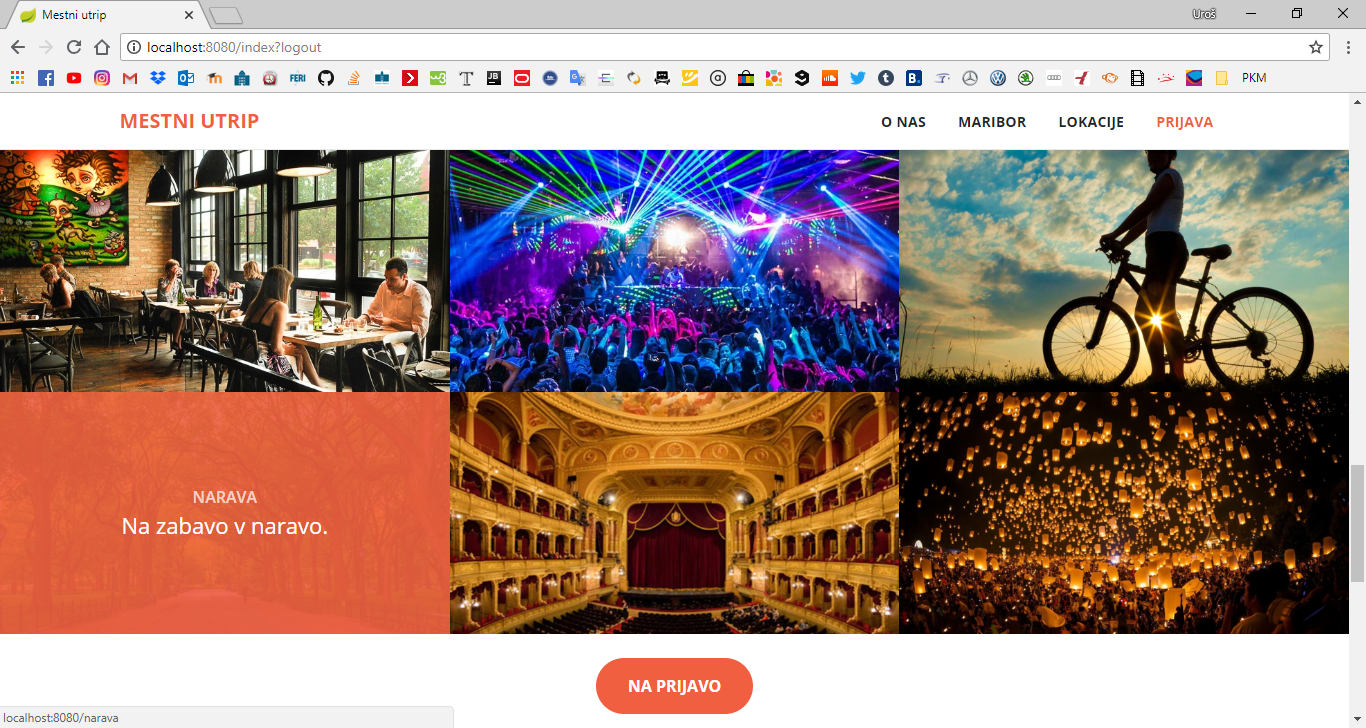 Mestni utrip
Uroš
localhost:8080/index?logout
PKM
MESTNI UTRIP
O NAS
MARIBOR
LOKACIJE
PRIJAVA
NARAVA
Na zabavo v naravo.
NA PRIJAVO
localhost:8080/narava